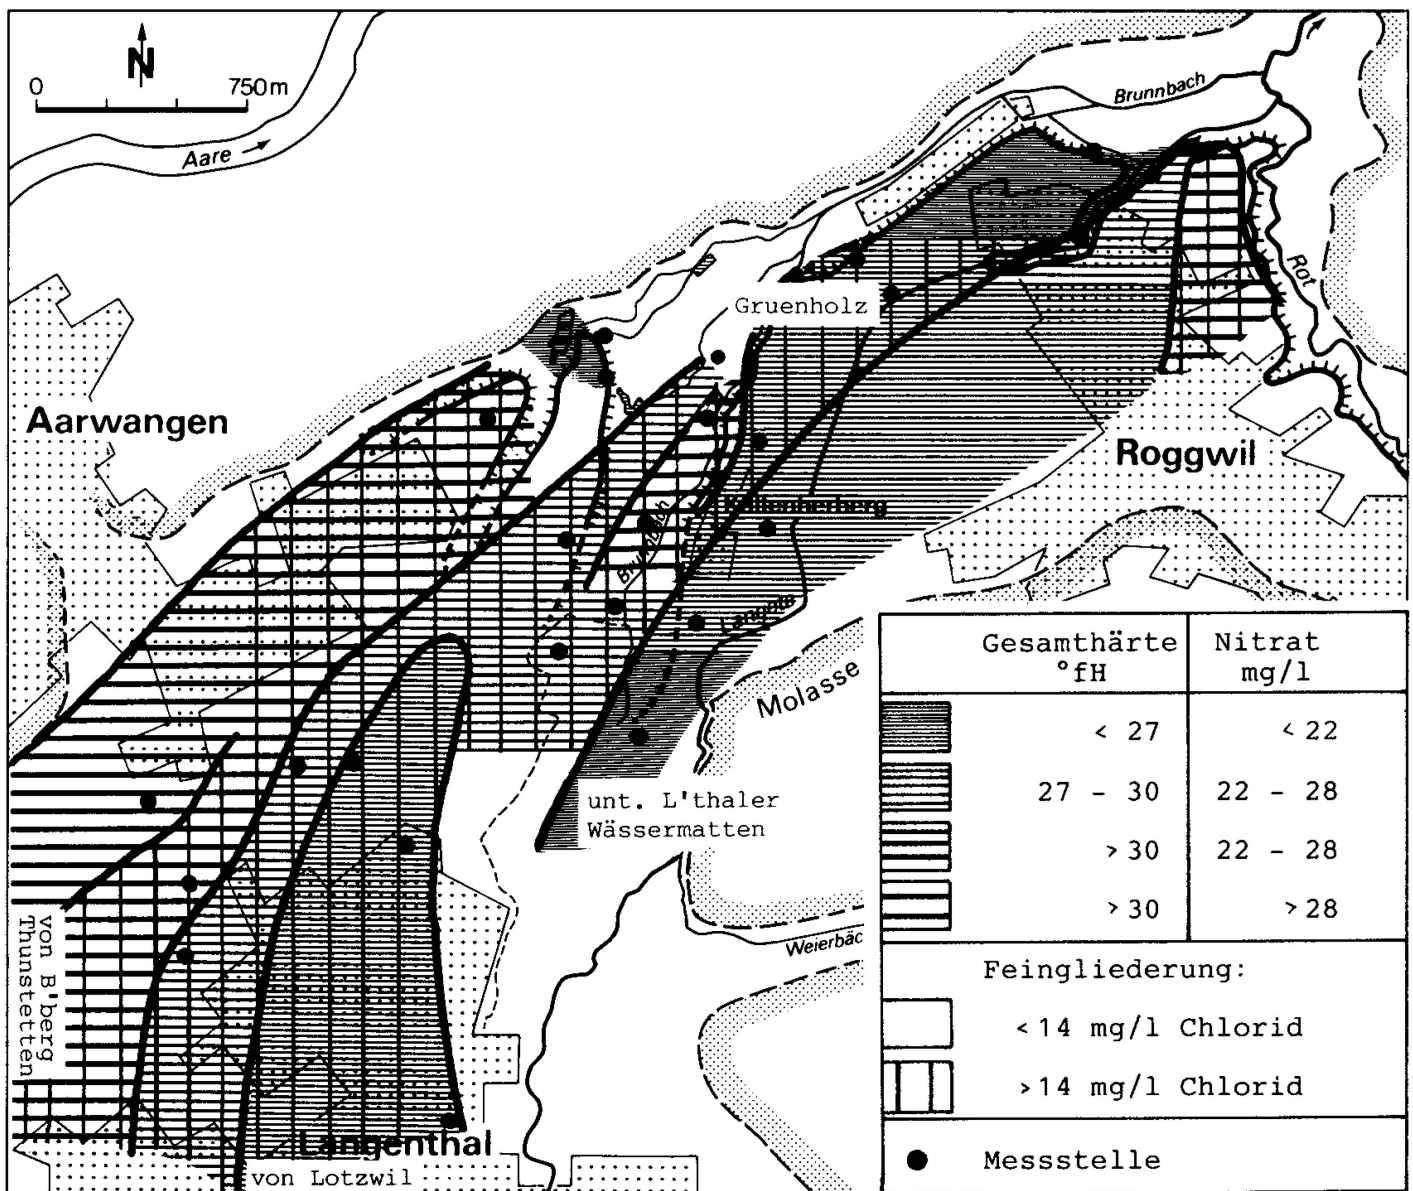 N
0 750m
Aare
Brunnbach
Rot
Gruenholz
Aarwangen
Roggwil
Kaltenherberg
Brunnbach
Langete
Molasse
unt. L'thaler
Wässermatten
von B'berg
Thunstetten
Weierbäc
Langenthal
von Lotzwil
Gesamthärte Nitrat
°fH mg/l
< 27 < 22
27 - 30 22 - 28
> 30 22 - 28
> 30 > 28
Feingliederung:
< 14 mg/l Chlorid
> 14 mg/l Chlorid
Messstelle